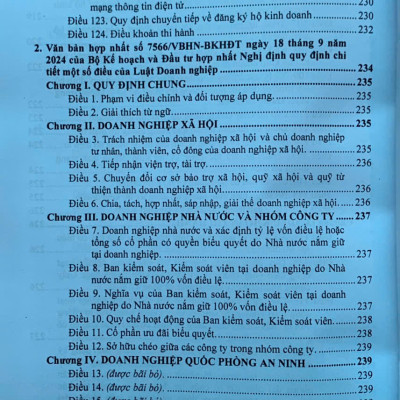 mạng thông tin điện tử ............ 230
Điều 123. Quy định chuyển tiếp về đăng ký hộ kinh doanh ............ 230
Điều 124. Điều khoản thi hành ............ 232
2. Văn bản hợp nhất số 7566/VBHN-BKHĐT ngày 18 tháng 9 năm
2024 của Bộ Kế hoạch và Đầu tư hợp nhất Nghị định quy định chi
tiết một số điều của Luật Doanh nghiệp ............ 234
Chương I. QUY ĐỊNH CHUNG ............ 235
Điều 1. Phạm vi điều chỉnh và đối tượng áp dụng. ............ 235
Điều 2. Giải thích từ ngữ ............ 235
Chương II. DOANH NGHIỆP XÃ HỘI ............ 235
Điều 3. Trách nhiệm của doanh nghiệp xã hội và chủ doanh nghiệp
tư nhân, thành viên, cổ đông của doanh nghiệp xã hội. ............ 235
Điều 4. Tiếp nhận viện trợ, tài trợ. ............ 236
Điều 5. Chuyển đổi cơ sở bảo trợ xã hội, quỹ xã hội và quỹ từ
thiện thành doanh nghiệp xã hội. ............ 236
Điều 6. Chia, tách, hợp nhất, sáp nhập, giải thể doanh nghiệp xã hội. ... 236
Chương III. DOANH NGHIỆP NHÀ NƯỚC VÀ NHÓM CÔNG TY ...... 237
Điều 7. Doanh nghiệp nhà nước và xác định tỷ lệ vốn điều lệ hoặc
tổng số cổ phần có quyền biểu quyết do Nhà nước nắm giữ
tại doanh nghiệp. ............ 237
Điều 8. Ban kiểm soát, Kiểm soát viên tại doanh nghiệp do Nhà
nước nắm giữ 100% vốn điều lệ. ............ 237
Điều 9. Nghĩa vụ của Ban kiểm soát, Kiểm soát viên tại doanh
nghiệp do Nhà nước nắm giữ 100% vốn điều lệ. ............ 237
Điều 10. Quy chế hoạt động của Ban kiểm soát, Kiểm soát viên. ...... 238
Điều 11. Cổ phần ưu đãi biểu quyết. ............ 238
Điều 12. Sở hữu chéo giữa các công ty trong nhóm công ty. ............ 239
Chương IV. DOANH NGHIỆP QUỐC PHÒNG AN NINH ............ 239
Điều 13. (được bãi bỏ). ............ 239
Điều 14. (được bãi bỏ). ............ 239